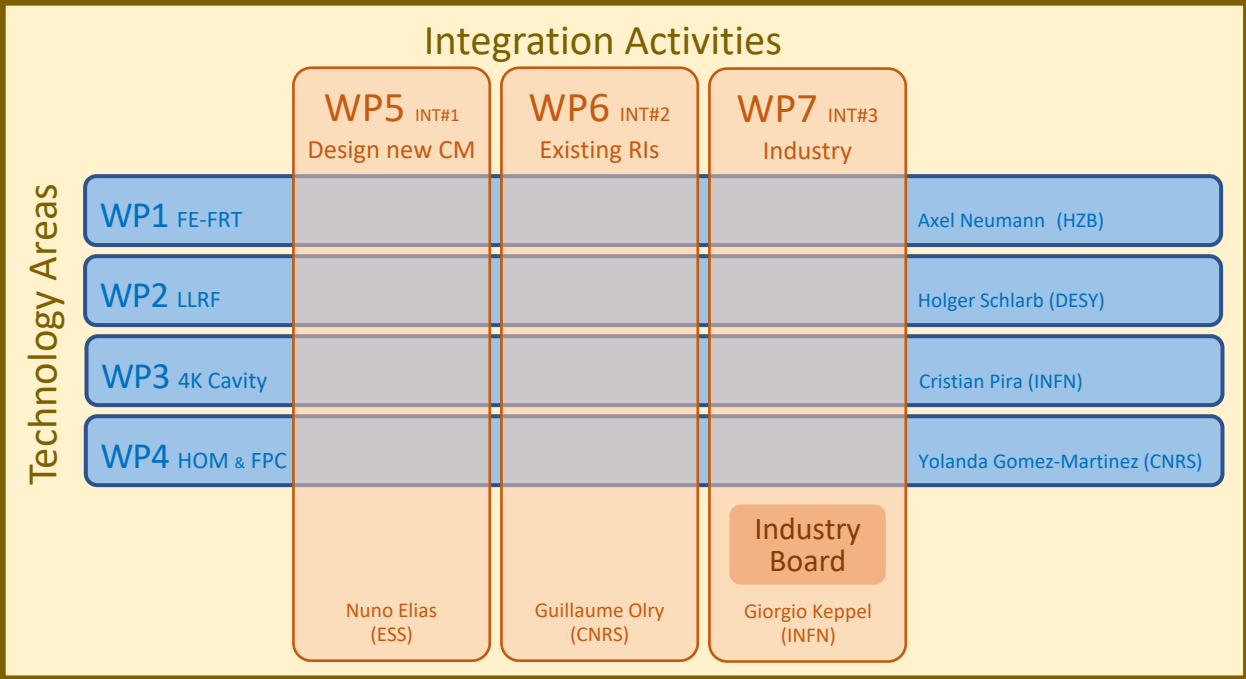 Integration Activities
WP5 INT#1
Design new CM
WP6 INT#2
Existing RIs
WP7 INT#3
Industry
Technology Areas
WP1 FE-FRT
Axel Neumann (HZB)
WP2 LLRF
Holger Schlarb (DESY)
WP3 4K Cavity
Cristian Pira (INFN)
WP4 HOM & FPC
Yolanda Gomez-Martinez (CNRS)
Industry
Board
Nuno Elias
(ESS)
Guillaume Olry
(CNRS)
Giorgio Keppel
(INFN)